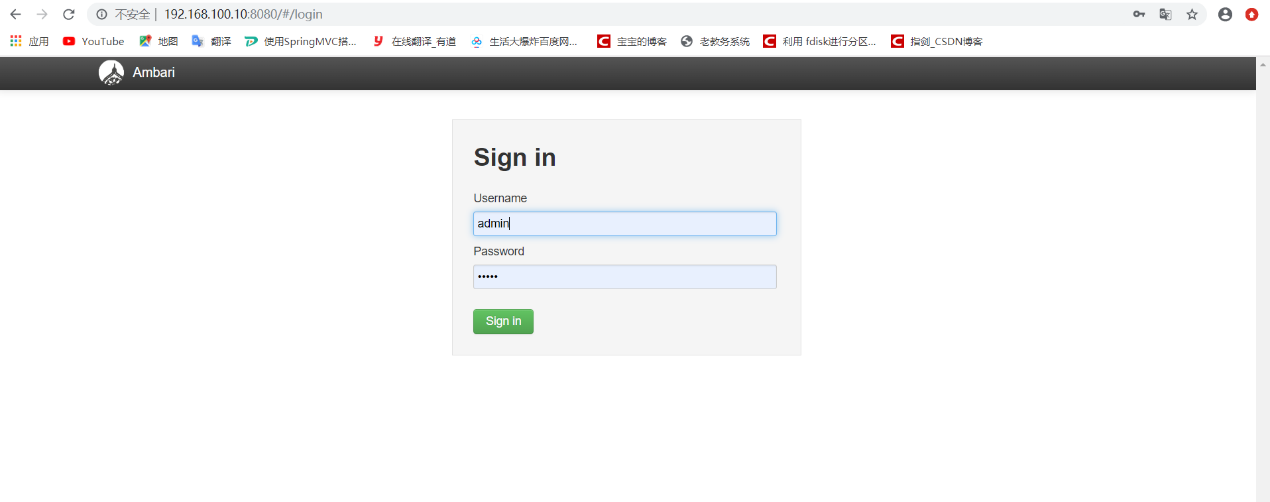 不安全 | 192.168.100.10:8080/#/login
应用 YouTube 地图 翻译 使用SpringMVC搭... 在线翻译_有道 生活大爆炸百度网... 宝宝的博客 老教务系统 利用 fdisk进行分区... 指剑_CSDN博客
Ambari
Sign in
Username
admin
Password
•••••
Sign in